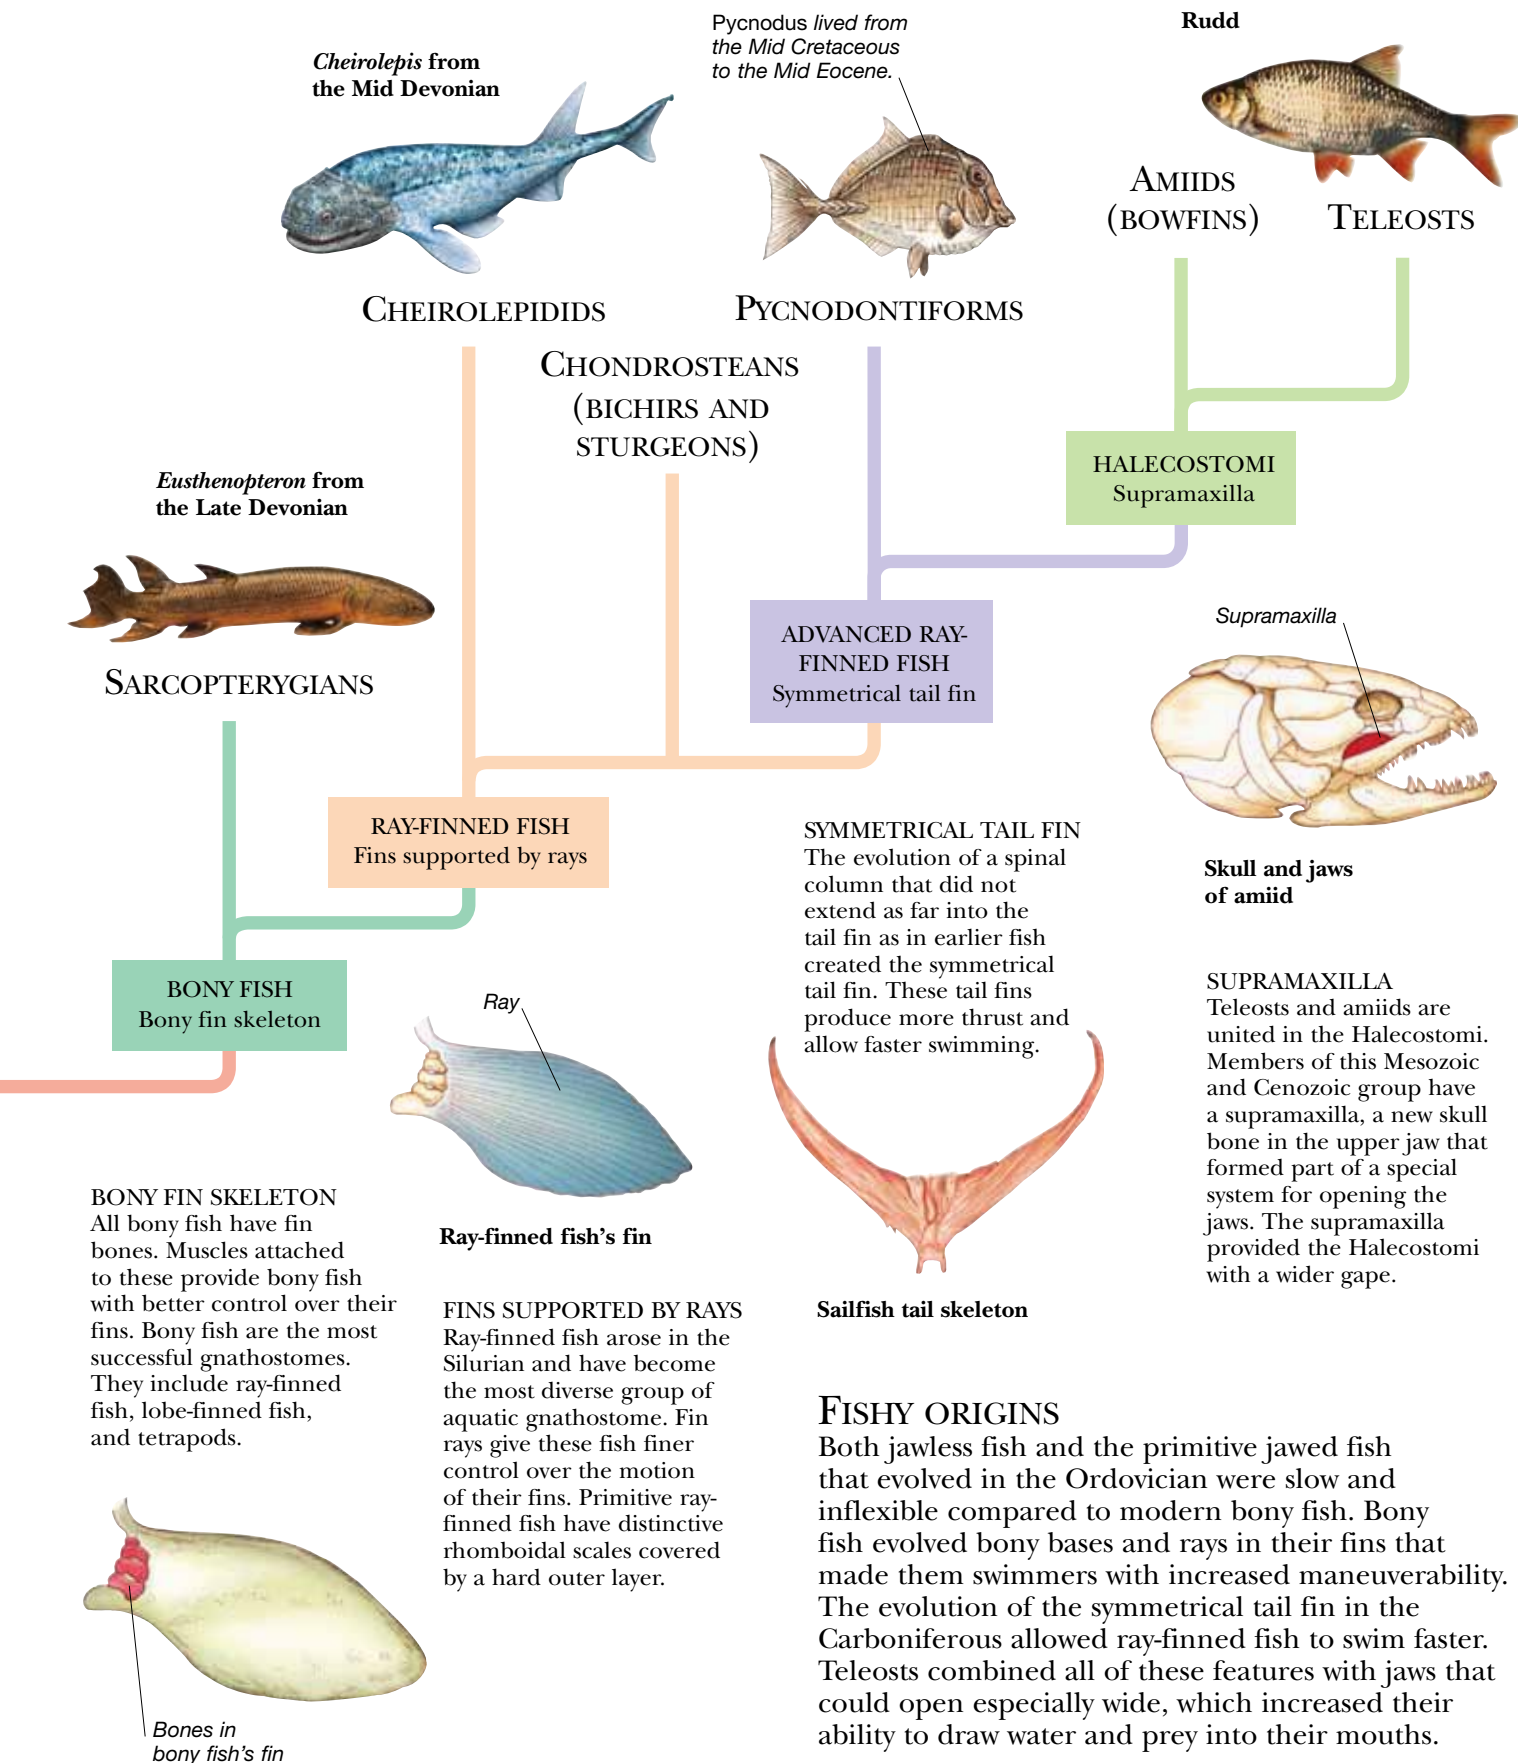 Cheirolepis from
the Mid Devonian
Pycnodus lived from
the Mid Cretaceous
to the Mid Eocene.
Rudd
AMIIDS
(BOWFINS)
TELEOSTS
CHEIROLEPIDIDS
PYCNODONTIFORMS
CHONDROSTEANS
(BICHIRS AND
STURGEONS)
HALECOSTOMI
Supramaxilla
Eusthenopteron from
the Late Devonian
SARCOPTERYGIANS
ADVANCED RAY-
FINNED FISH
Symmetrical tail fin
Supramaxilla
RAY-FINNED FISH
Fins supported by rays
Skull and jaws
of amiid
BONY FISH
Bony fin skeleton
Ray
SYMMETRICAL TAIL FIN
The evolution of a spinal
column that did not
extend as far into the
tail fin as in earlier fish
created the symmetrical
tail fin. These tail fins
produce more thrust and
allow faster swimming.
SUPRAMAXILLA
Teleosts and amiids are
united in the Halecostomi.
Members of this Mesozoic
and Cenozoic group have
a supramaxilla, a new skull
bone in the upper jaw that
formed part of a special
system for opening the
jaws. The supramaxilla
provided the Halecostomi
with a wider gape.
BONY FIN SKELETON
All bony fish have fin
bones. Muscles attached
to these provide bony fish
with better control over their
fins. Bony fish are the most
successful gnathostomes.
They include ray-finned
fish, lobe-finned fish,
and tetrapods.
Ray-finned fish’s fin
FINS SUPPORTED BY RAYS
Ray-finned fish arose in the
Silurian and have become
the most diverse group of
aquatic gnathostome. Fin
rays give these fish finer
control over the motion
of their fins. Primitive ray-
finned fish have distinctive
rhomboidal scales covered
by a hard outer layer.
Sailfish tail skeleton
FISHY ORIGINS
Both jawless fish and the primitive jawed fish
that evolved in the Ordovician were slow and
inflexible compared to modern bony fish. Bony
fish evolved bony bases and rays in their fins that
made them swimmers with increased maneuverability.
The evolution of the symmetrical tail fin in the
Carboniferous allowed ray-finned fish to swim faster.
Teleosts combined all of these features with jaws that
could open especially wide, which increased their
ability to draw water and prey into their mouths.
Bones in
bony fish’s fin